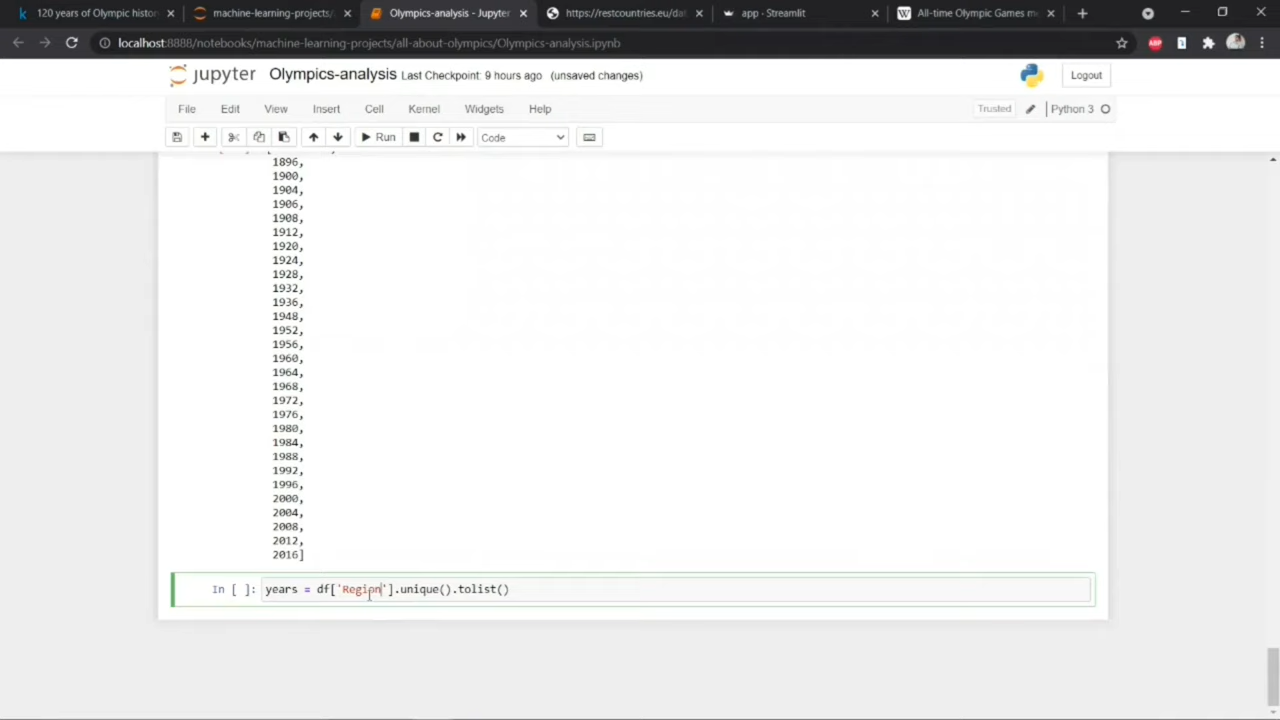 120 years of Olympic histor
machine-learning-projects/
Olympics-analysis - Jupyter
https://restcountries.eu/dat
app - Streamlit
All-time Olympic Games me
localhost:8888/notebooks/machine-learning-projects/all-about-olympics/Olympics-analysis.ipynb
ABP
jupyter Olympics-analysis Last Checkpoint: 9 hours ago (unsaved changes)
Logout
File Edit View Insert Cell Kernel Widgets Help
Trusted
Python 3
Run
Code
1896,
1900,
1904,
1906,
1908,
1912,
1920,
1924,
1928,
1932,
1936,
1948,
1952,
1956,
1960,
1964,
1968,
1972,
1976,
1980,
1984,
1988,
1992,
1996,
2000,
2004,
2008,
2012,
2016]
In [ ]: years = df['Region'].unique().tolist()